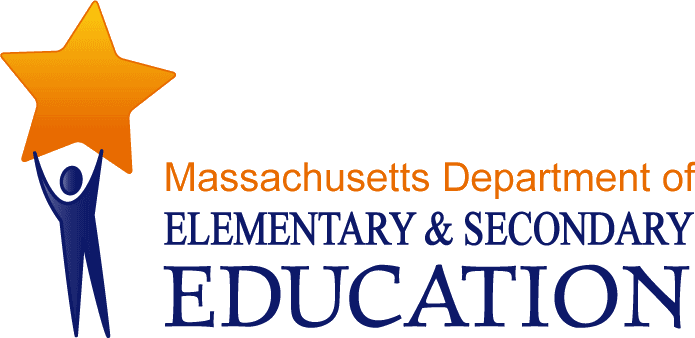 Massachusetts Department of
ELEMENTARY & SECONDARY
EDUCATION